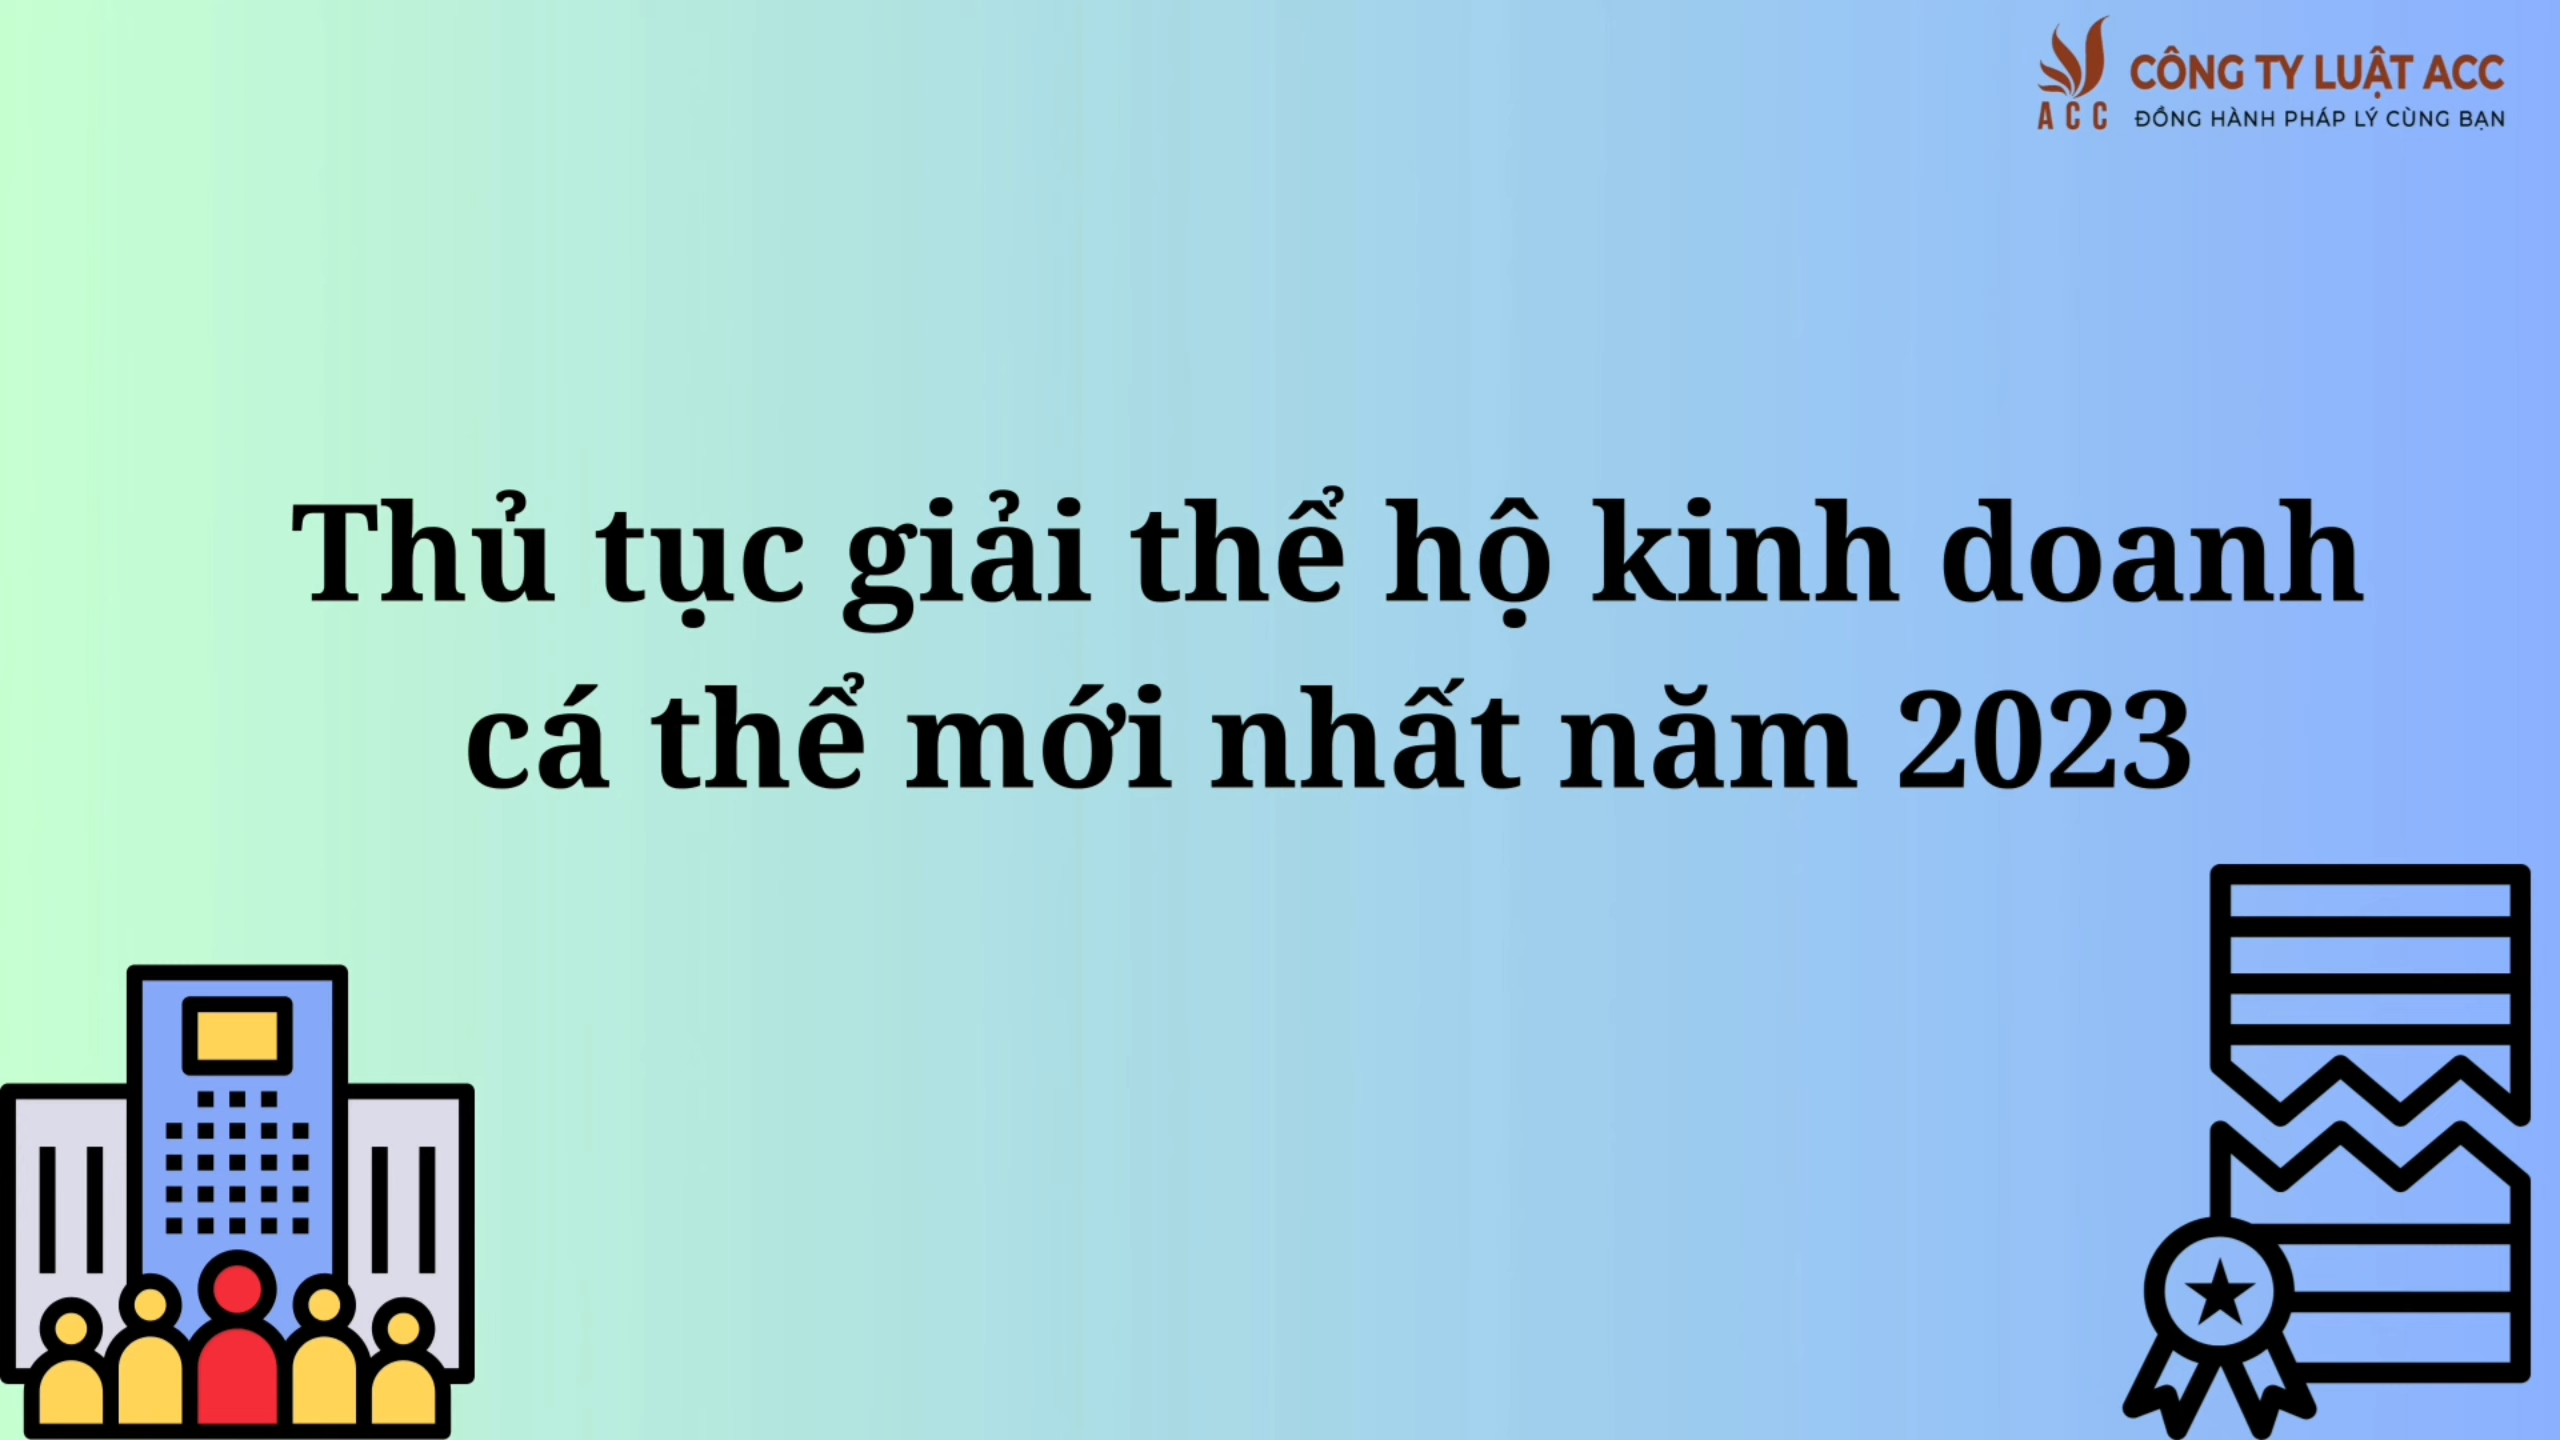 CÔNG TY LUẬT ACC
ACC
ĐỒNG HÀNH PHÁP LÝ CÙNG BẠN
Thủ tục giải thể hộ kinh doanh
cá thể mới nhất năm 2023